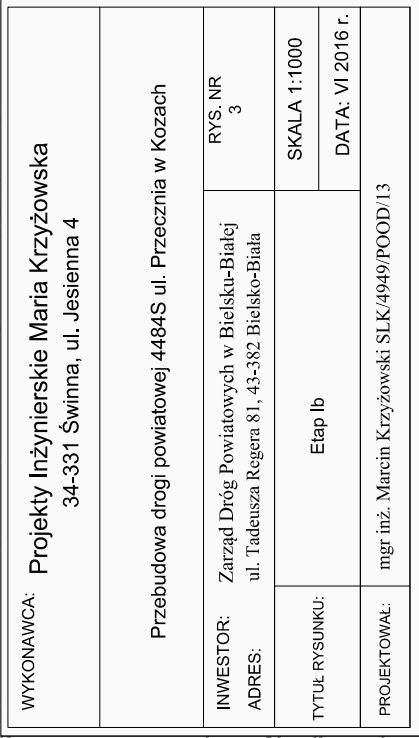 WYKONAWCA: Projekty Inżynierskie Maria Krzyżowska
34-331 Świnna, ul. Jesienna 4
Przebudowa drogi powiatowej 4484S ul. Przecznia w Kozach
INWESTOR: Zarząd Dróg Powiatowych w Bielsku-Białej
ADRES: ul. Tadeusza Regera 81, 43-382 Bielsko-Biała
RYS. NR
3
TYTUŁ RYSUNKU: Etap Ib
SKALA 1:1000
DATA: VI 2016 r.
PROJEKTOWAŁ: mgr inż. Marcin Krzyżowski SLK/4949/POOD/13